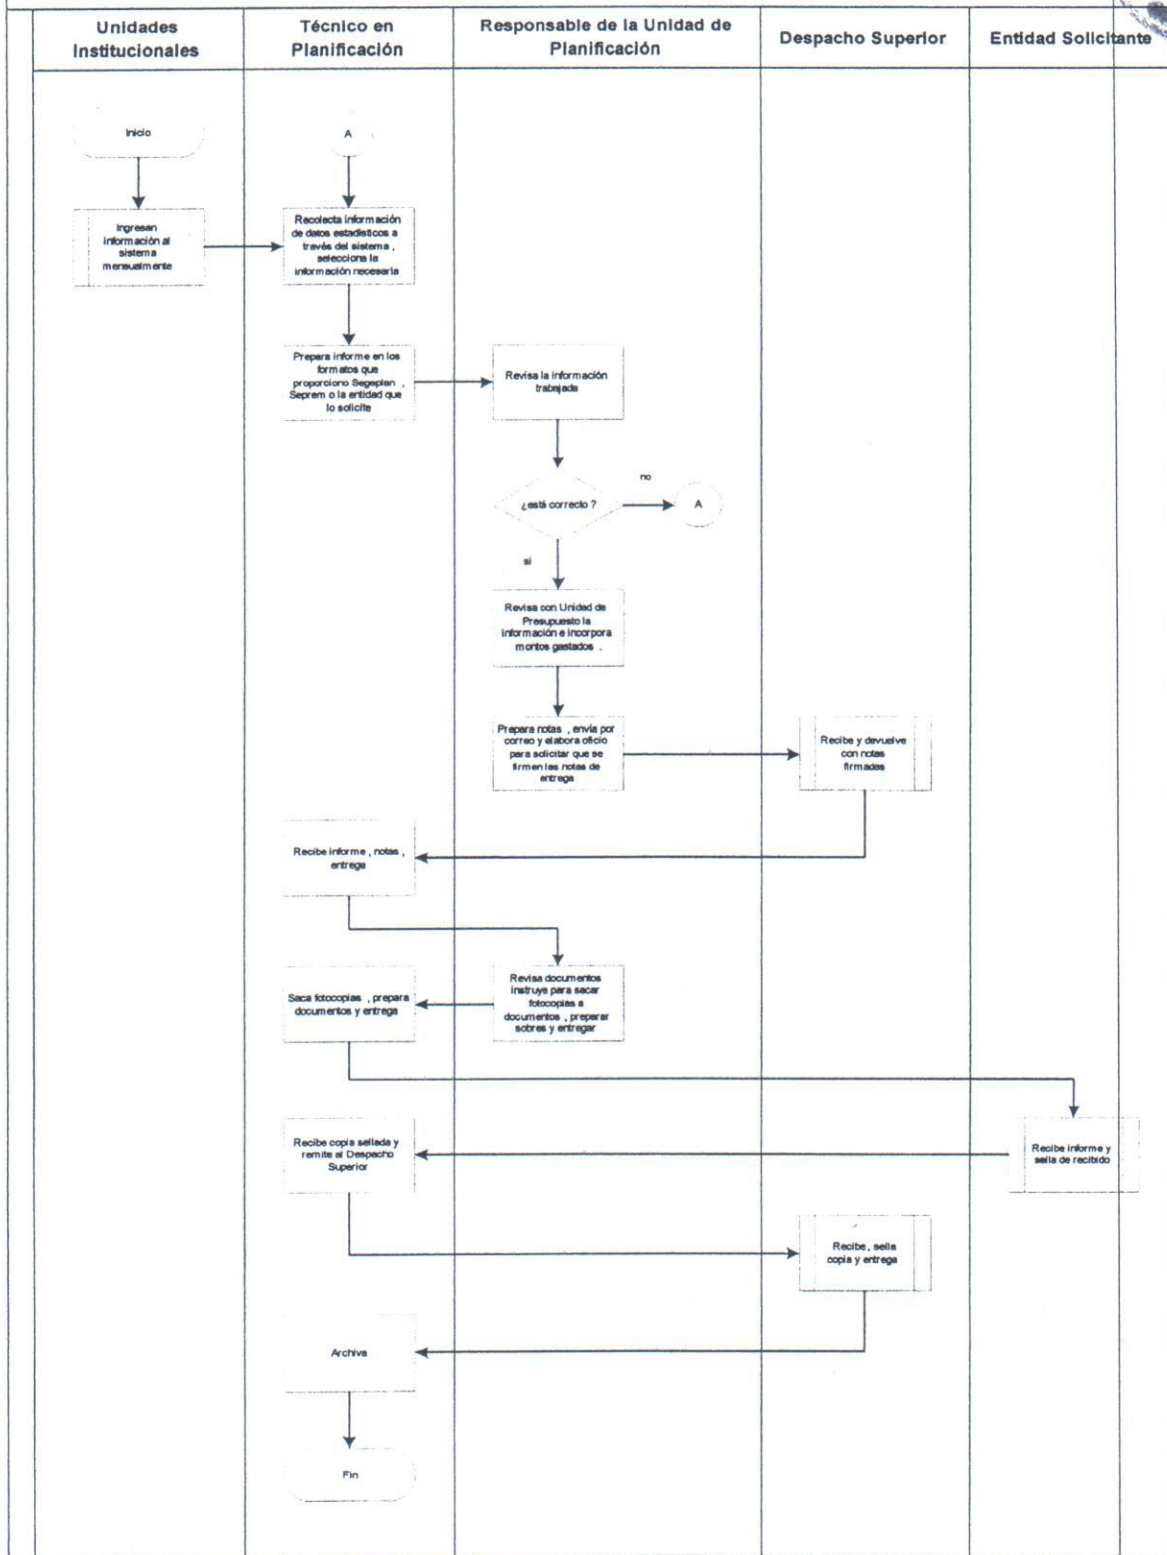 Unidades
Institucionales
Técnico en
Planificación
Responsable de la Unidad de
Planificación
Despacho Superior
Entidad Solicitante
Inicio
A
Ingresan
información al
sistema
mensualmente
Recolecta información
de datos estadísticos a
través del sistema ,
selecciona la
información necesaria
Prepara informe en los
formatos que
proporciono Segeplan ,
Seprem o la entidad que
lo solicite
Revisa la información
trabajada
¿está correcto ?
no
A
si
Revisa con Unidad de
Presupuesto la
información e incorpora
montos gastados .
Prepara notas , envía por
correo y elabora oficio
para solicitar que se
firmen las notas de
entrega
Recibe y devuelve
con notas
firmadas
Recibe informe , notas ,
entrega
Revisa documentos
instruye para sacar
fotocopias a
documentos , preparar
sobres y entregar
Saca fotocopias , prepara
documentos y entrega
Recibe informe y
sella de recibido
Recibe copia sellada y
remite al Despacho
Superior
Recibe , sella
copia y entrega
Archiva
Fin